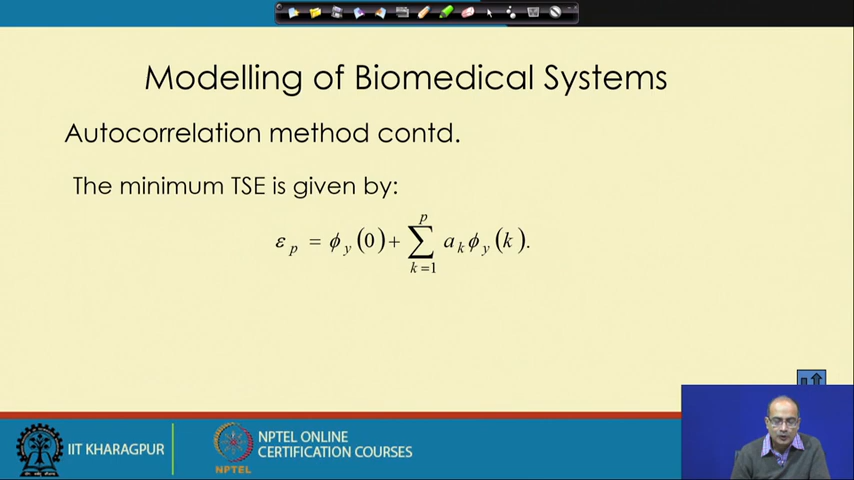 Modelling of Biomedical Systems
Autocorrelation method contd.
The minimum TSE is given by:
ε_p = ϕ_y(0) + ∑_{k=1}^{p} a_k ϕ_y(k).
IIT KHARAGPUR
NPTEL
NPTEL ONLINE
CERTIFICATION COURSES